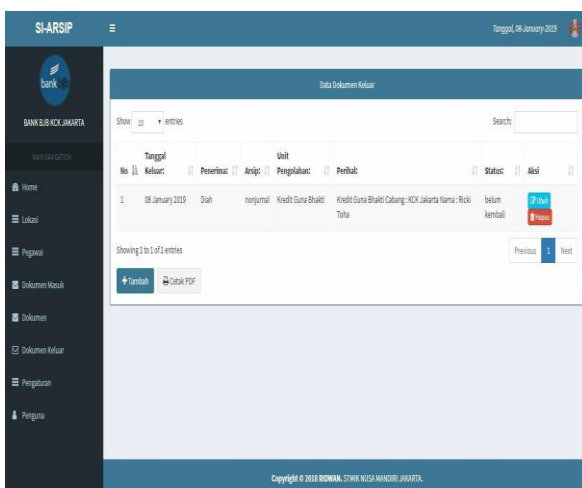 SI-ARSIP
Tanggal, 08-January-2019
bank
BANK BJB KCK JAKARTA
MAIN NAVIGATION
Home
Lokasi
Pegawai
Dokumen Masuk
Dokumen
Dokumen Keluar
Pengaturan
Penguna
Data Dokumen Keluar
Show 10 entries
Search:
No Tanggal Keluar: Penerima: Arsip: Unit Pengolahan: Perihal: Status: Aksi
1 08 January 2019 Diah nonjurnal Kredit Guna Bhakti Kredit Guna Bhakti Cabang : KCK Jakarta Nama : Ricki Toha belum kembali Ubah Hapus
Showing 1 to 1 of 1 entries
Previous 1 Next
Tambah Cetak PDF
Copyright © 2018 RIDWAN. STMIK NUSA MANDIRI JAKARTA.